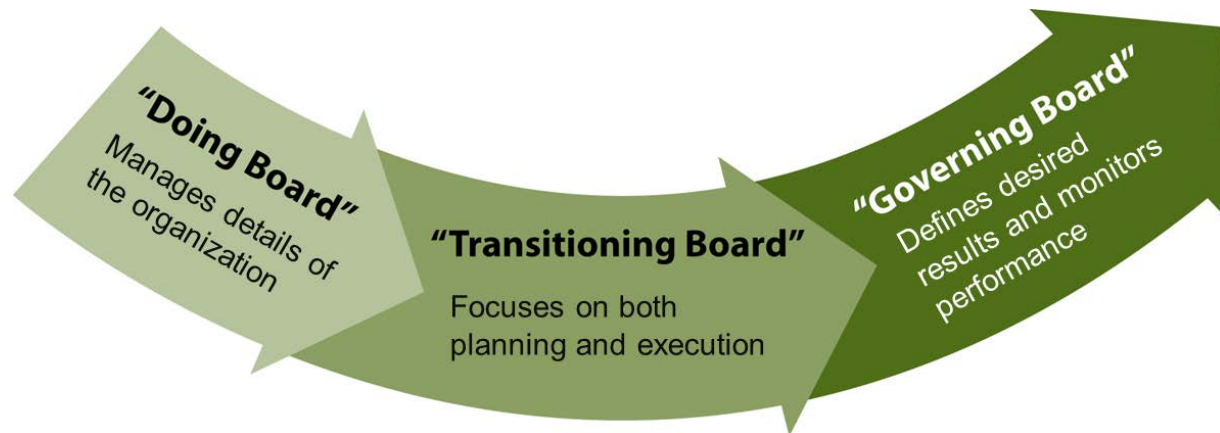 “Doing Board”
Manages details of
the organization
“Transitioning Board”
Focuses on both
planning and execution
“Governing Board”
Defines desired
results and monitors
performance